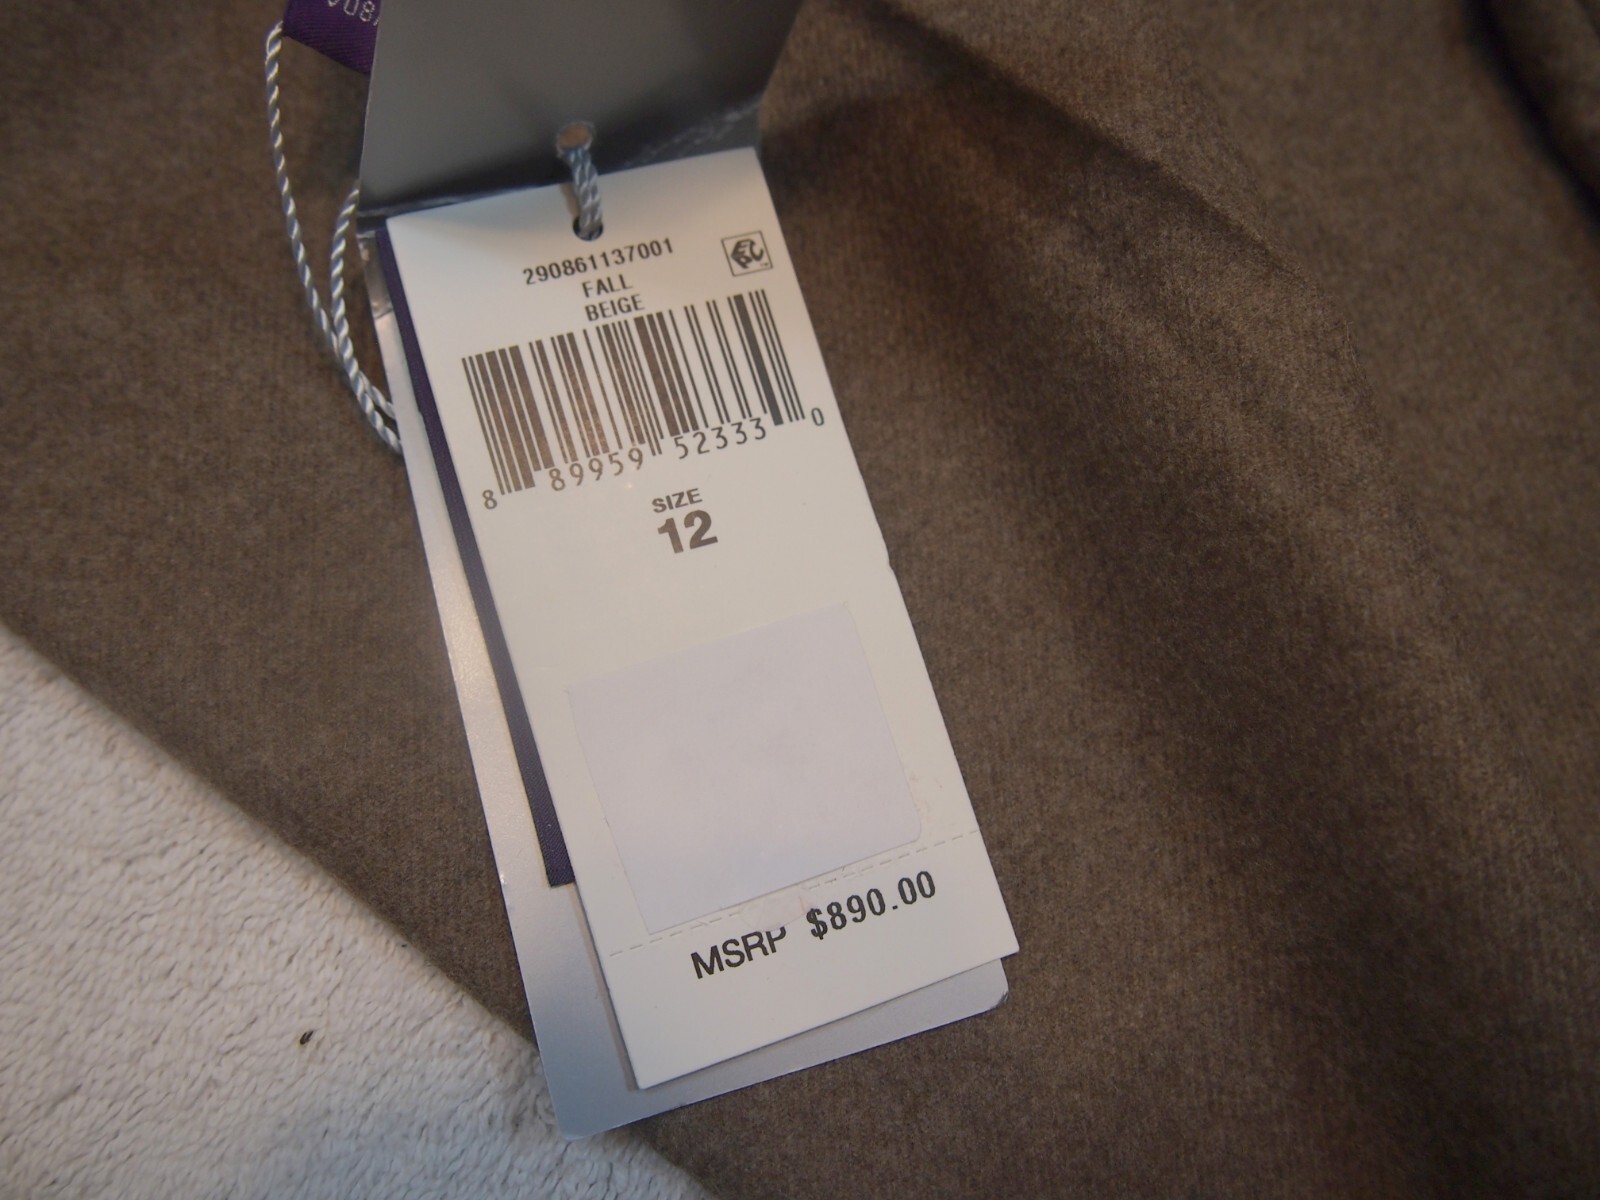 290861137001
FALL
BEIGE
8 89959 52333 0
SIZE
12
MSRP $890.00